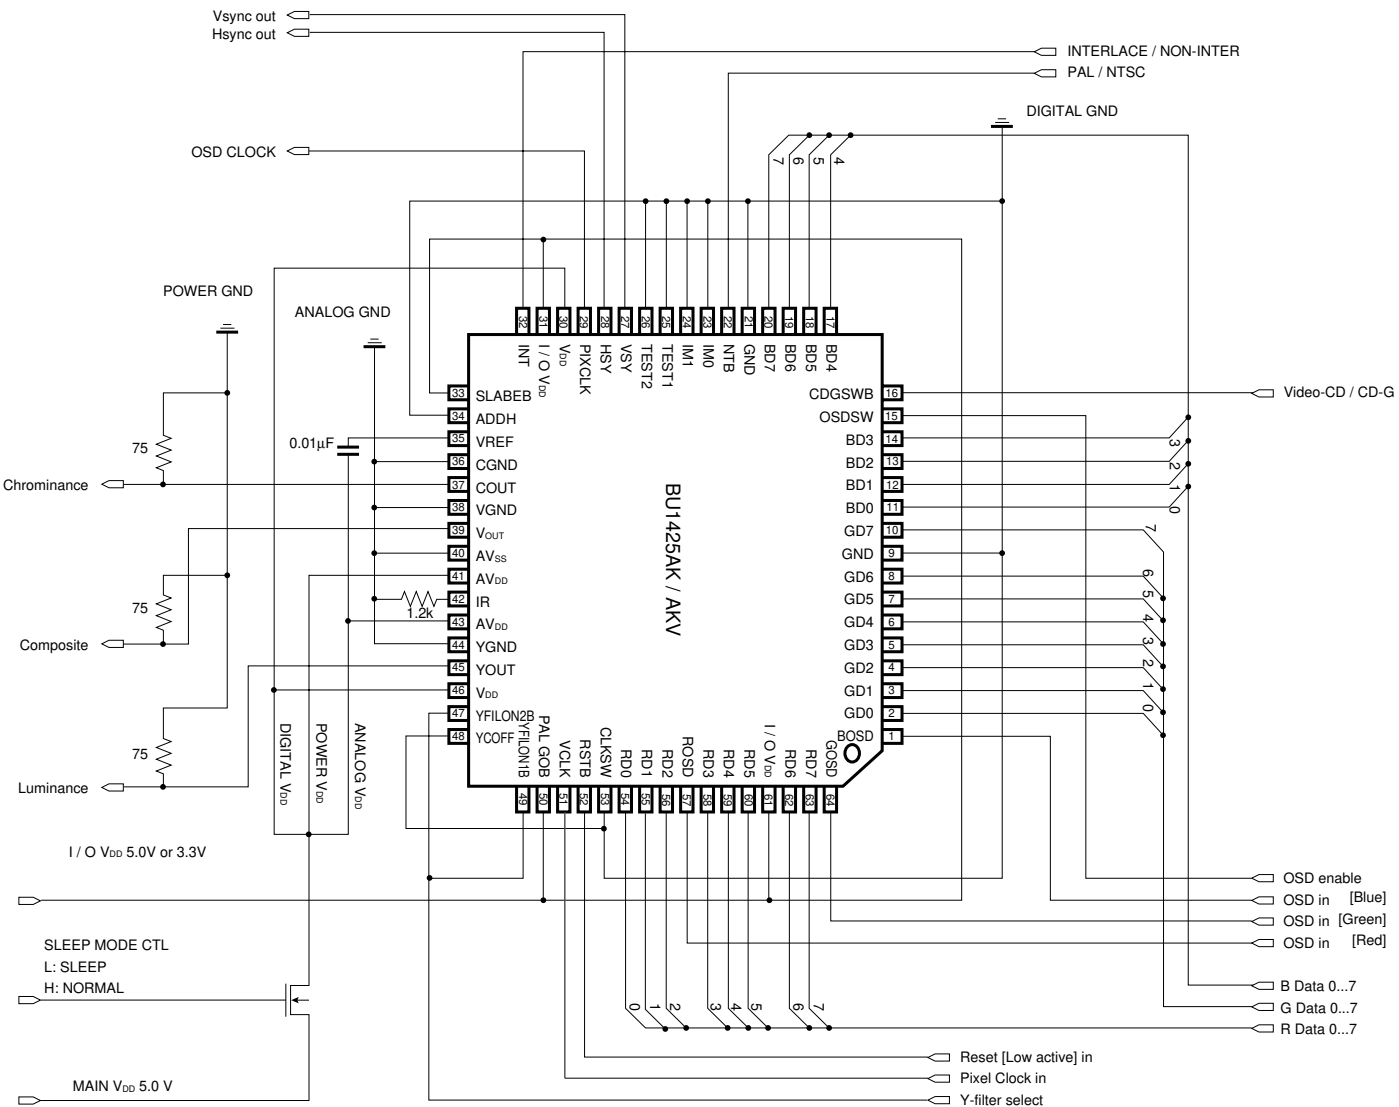 Vsync out
Hsync out
INTERLACE / NON-INTER
PAL / NTSC
DIGITAL GND
OSD CLOCK
7
6
5
4
POWER GND
ANALOG GND
32
31
30
29
28
27
26
25
24
23
22
21
20
19
18
17
INT
I / O VDD
VDD
PIXCLK
HSY
VSY
TEST2
TEST1
IM1
IM0
NTB
GND
BD7
BD6
BD5
BD4
33 SLABEB
34 ADDH
35 VREF
36 CGND
37 COUT
38 VGND
39 VOUT
40 AVSS
41 AVDD
42 IR
43 AVDD
44 YGND
45 YOUT
46 VDD
47 YFILON2B
48 YCOFF
0.01µF
1.2k
75
Chrominance
75
Composite
75
Luminance
BU1425AK / AKV
CDGSWB 16
OSDSW 15
BD3 14
BD2 13
BD1 12
BD0 11
GD7 10
GND 9
GD6 8
GD5 7
GD4 6
GD3 5
GD2 4
GD1 3
GD0 2
BOSD 1
Video-CD / CD-G
3
2
1
0
7
6
5
4
3
2
1
0
DIGITAL VDD
POWER VDD
ANALOG VDD
YFILON1B
PAL GOB
VCLK
RSTB
CLKSW
RD0
RD1
RD2
ROSD
RD3
RD4
RD5
I / O VDD
RD6
RD7
GOSD
49
50
51
52
53
54
55
56
57
58
59
60
61
62
63
64
I / O VDD 5.0V or 3.3V
SLEEP MODE CTL
L: SLEEP
H: NORMAL
MAIN VDD 5.0 V
0
1
2
3
4
5
6
7
OSD enable
OSD in [Blue]
OSD in [Green]
OSD in [Red]
B Data 0...7
G Data 0...7
R Data 0...7
Reset [Low active] in
Pixel Clock in
Y-filter select